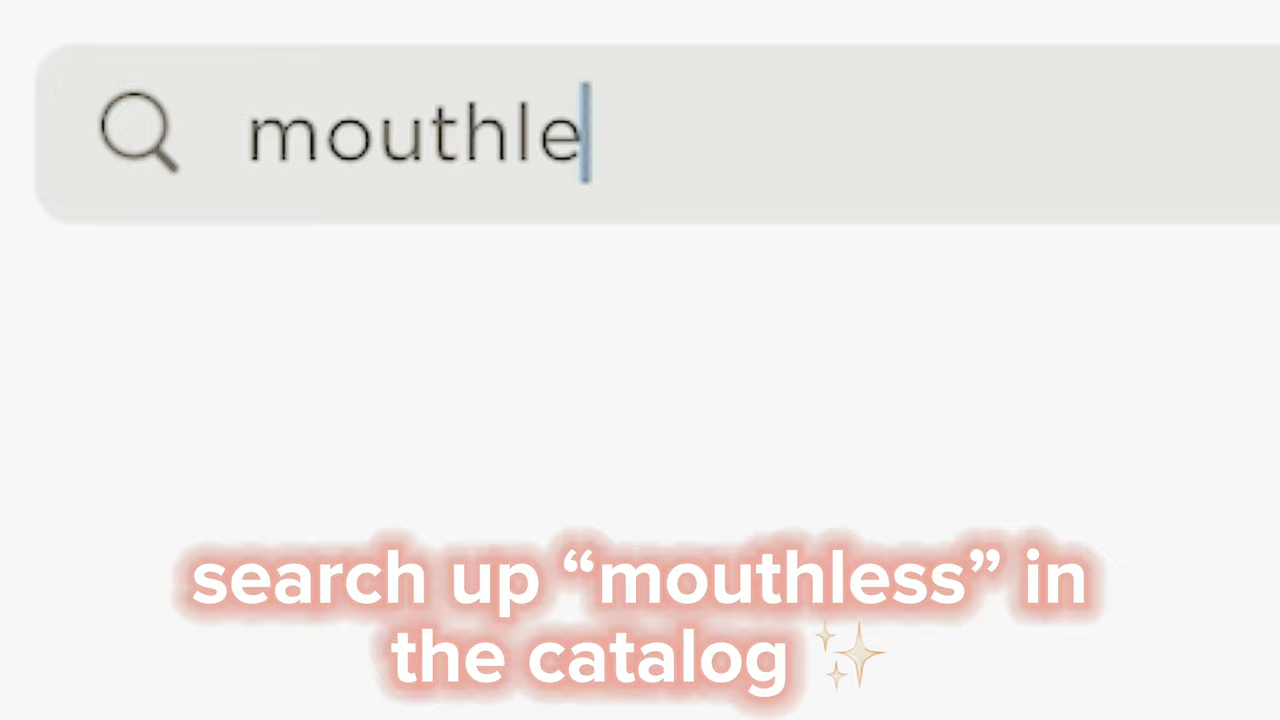 mouthle
search up “mouthless” in
the catalog ✨